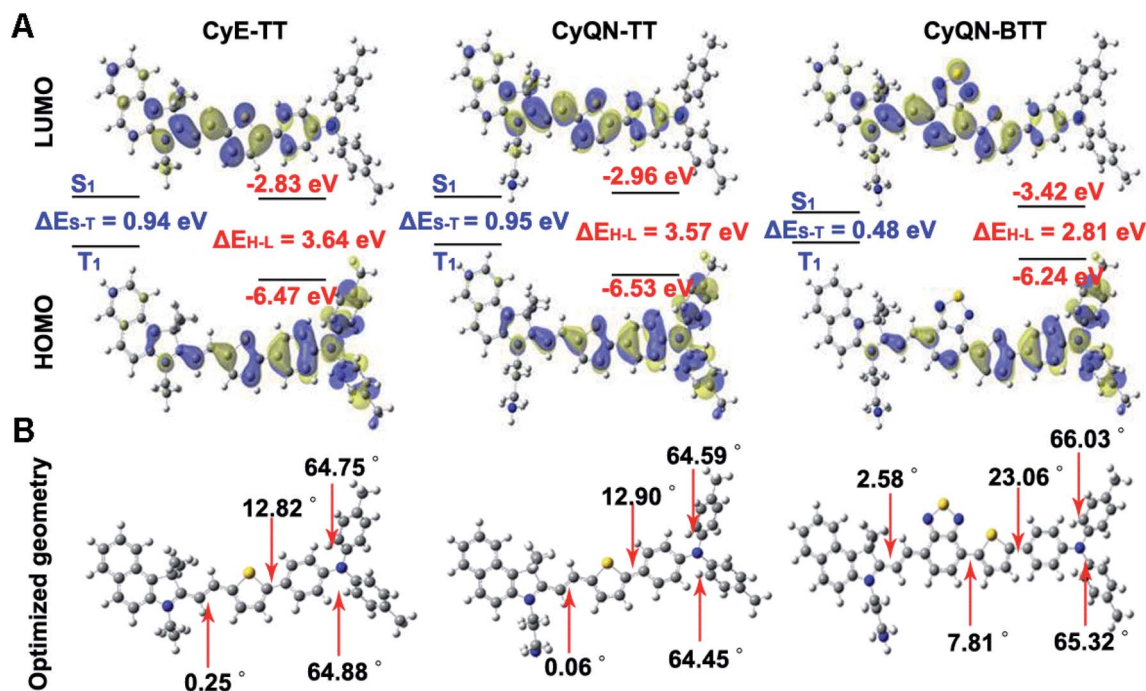 A
CyE-TT
CyQN-TT
CyQN-BTT
LUMO
S1
-2.83 eV
ΔES-T = 0.94 eV
ΔEH-L = 3.64 eV
T1
-6.47 eV
S1
-2.96 eV
ΔES-T = 0.95 eV
ΔEH-L = 3.57 eV
T1
-6.53 eV
S1
-3.42 eV
ΔES-T = 0.48 eV
ΔEH-L = 2.81 eV
T1
-6.24 eV
HOMO
B
Optimized geometry
64.75 °
12.82 °
0.25 °
64.88 °
64.59 °
12.90 °
0.06 °
64.45 °
66.03 °
2.58 °
23.06 °
7.81 °
65.32 °